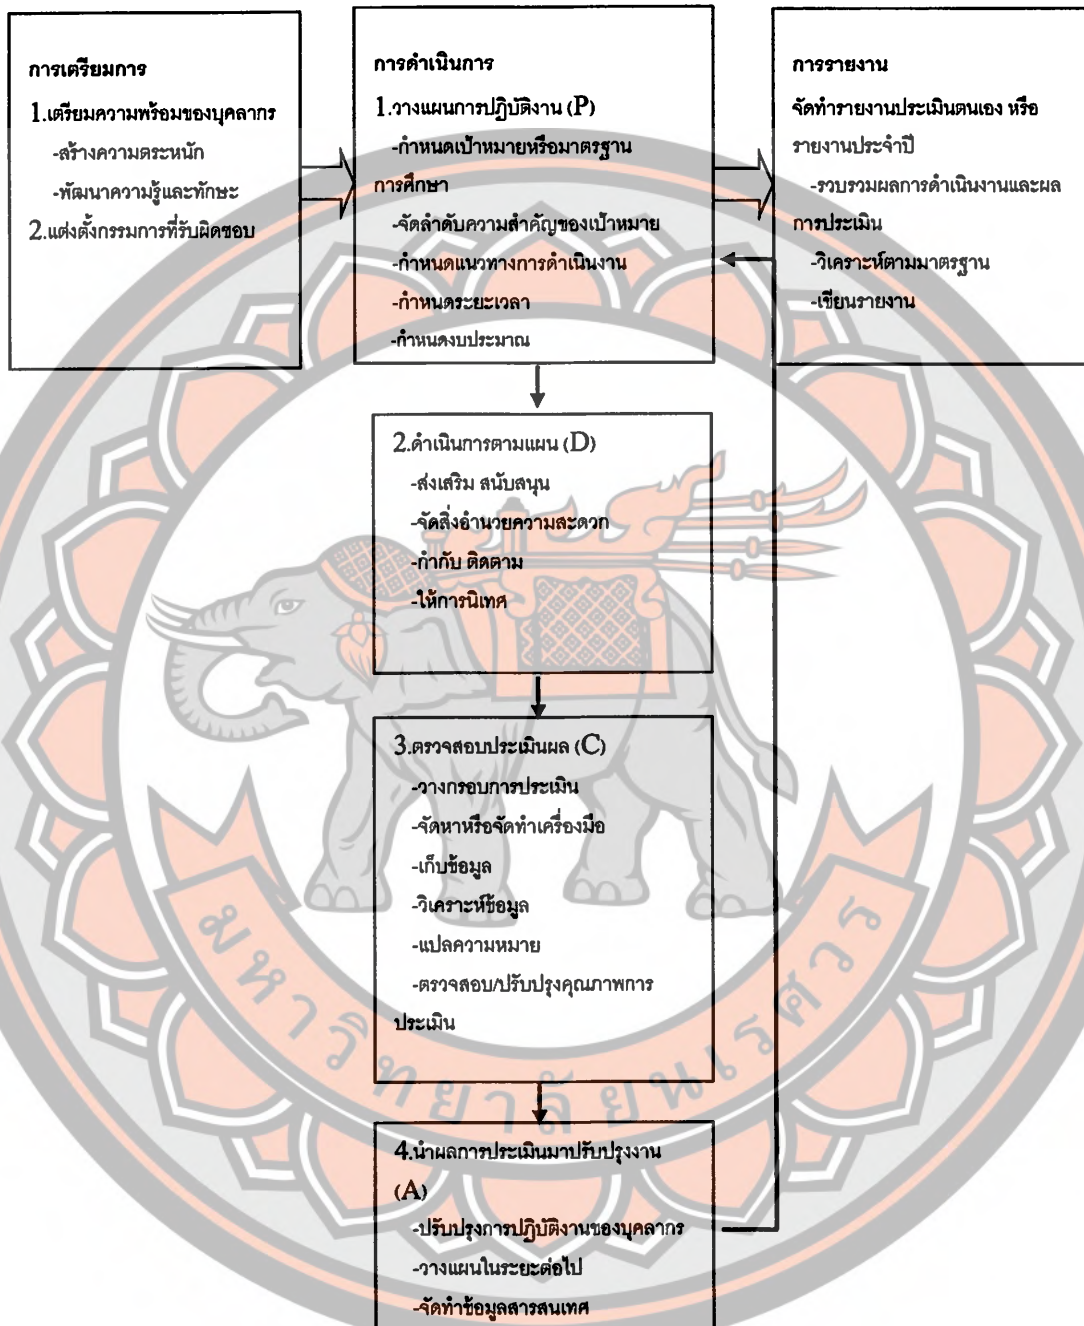 การเตรียมการ
1.เตรียมความพร้อมของบุคลากร
-สร้างความตระหนัก
-พัฒนาความรู้และทักษะ
2.แต่งตั้งกรรมการที่รับผิดชอบ
การดำเนินการ
1.วางแผนการปฏิบัติงาน (P)
-กำหนดเป้าหมายหรือมาตรฐาน
การศึกษา
-จัดลำดับความสำคัญของเป้าหมาย
-กำหนดแนวทางการดำเนินงาน
-กำหนดระยะเวลา
-กำหนดงบประมาณ
การรายงาน
จัดทำรายงานประเมินตนเอง หรือ
รายงานประจำปี
-รวบรวมผลการดำเนินงานและผล
การประเมิน
-วิเคราะห์ตามมาตรฐาน
-เขียนรายงาน
2.ดำเนินการตามแผน (D)
-ส่งเสริม สนับสนุน
-จัดสิ่งอำนวยความสะดวก
-กำกับ ติดตาม
-ให้การนิเทศ
3.ตรวจสอบประเมินผล (C)
-วางกรอบการประเมิน
-จัดหาหรือจัดทำเครื่องมือ
-เก็บข้อมูล
-วิเคราะห์ข้อมูล
-แปลความหมาย
-ตรวจสอบ/ปรับปรุงคุณภาพการ
ประเมิน
4.นำผลการประเมินมาปรับปรุงงาน
(A)
-ปรับปรุงการปฏิบัติงานของบุคลากร
-วางแผนในระยะต่อไป
-จัดทำข้อมูลสารสนเทศ
มหาวิทยาลัยนเรศวร